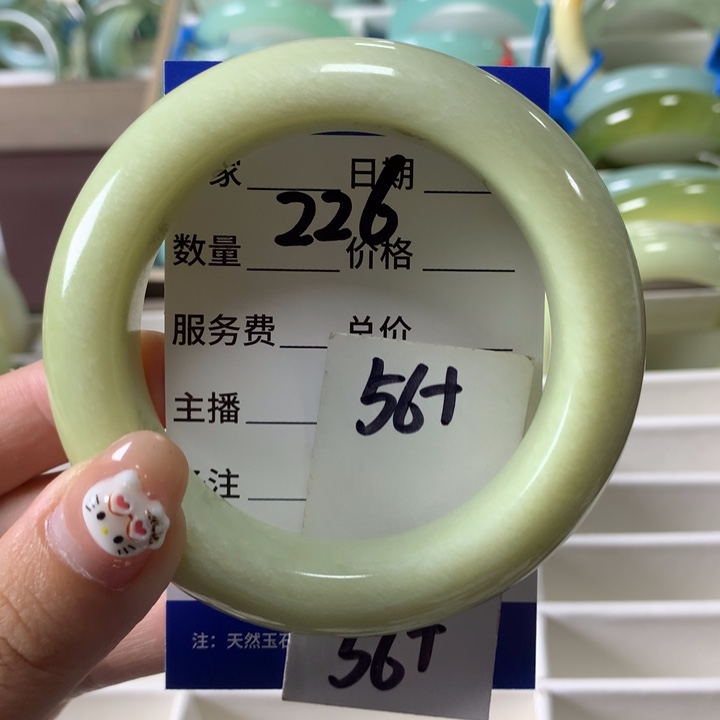 家 日期
226
数量 价格
服务费 总价
主播
56+
注
注：天然玉石
56+